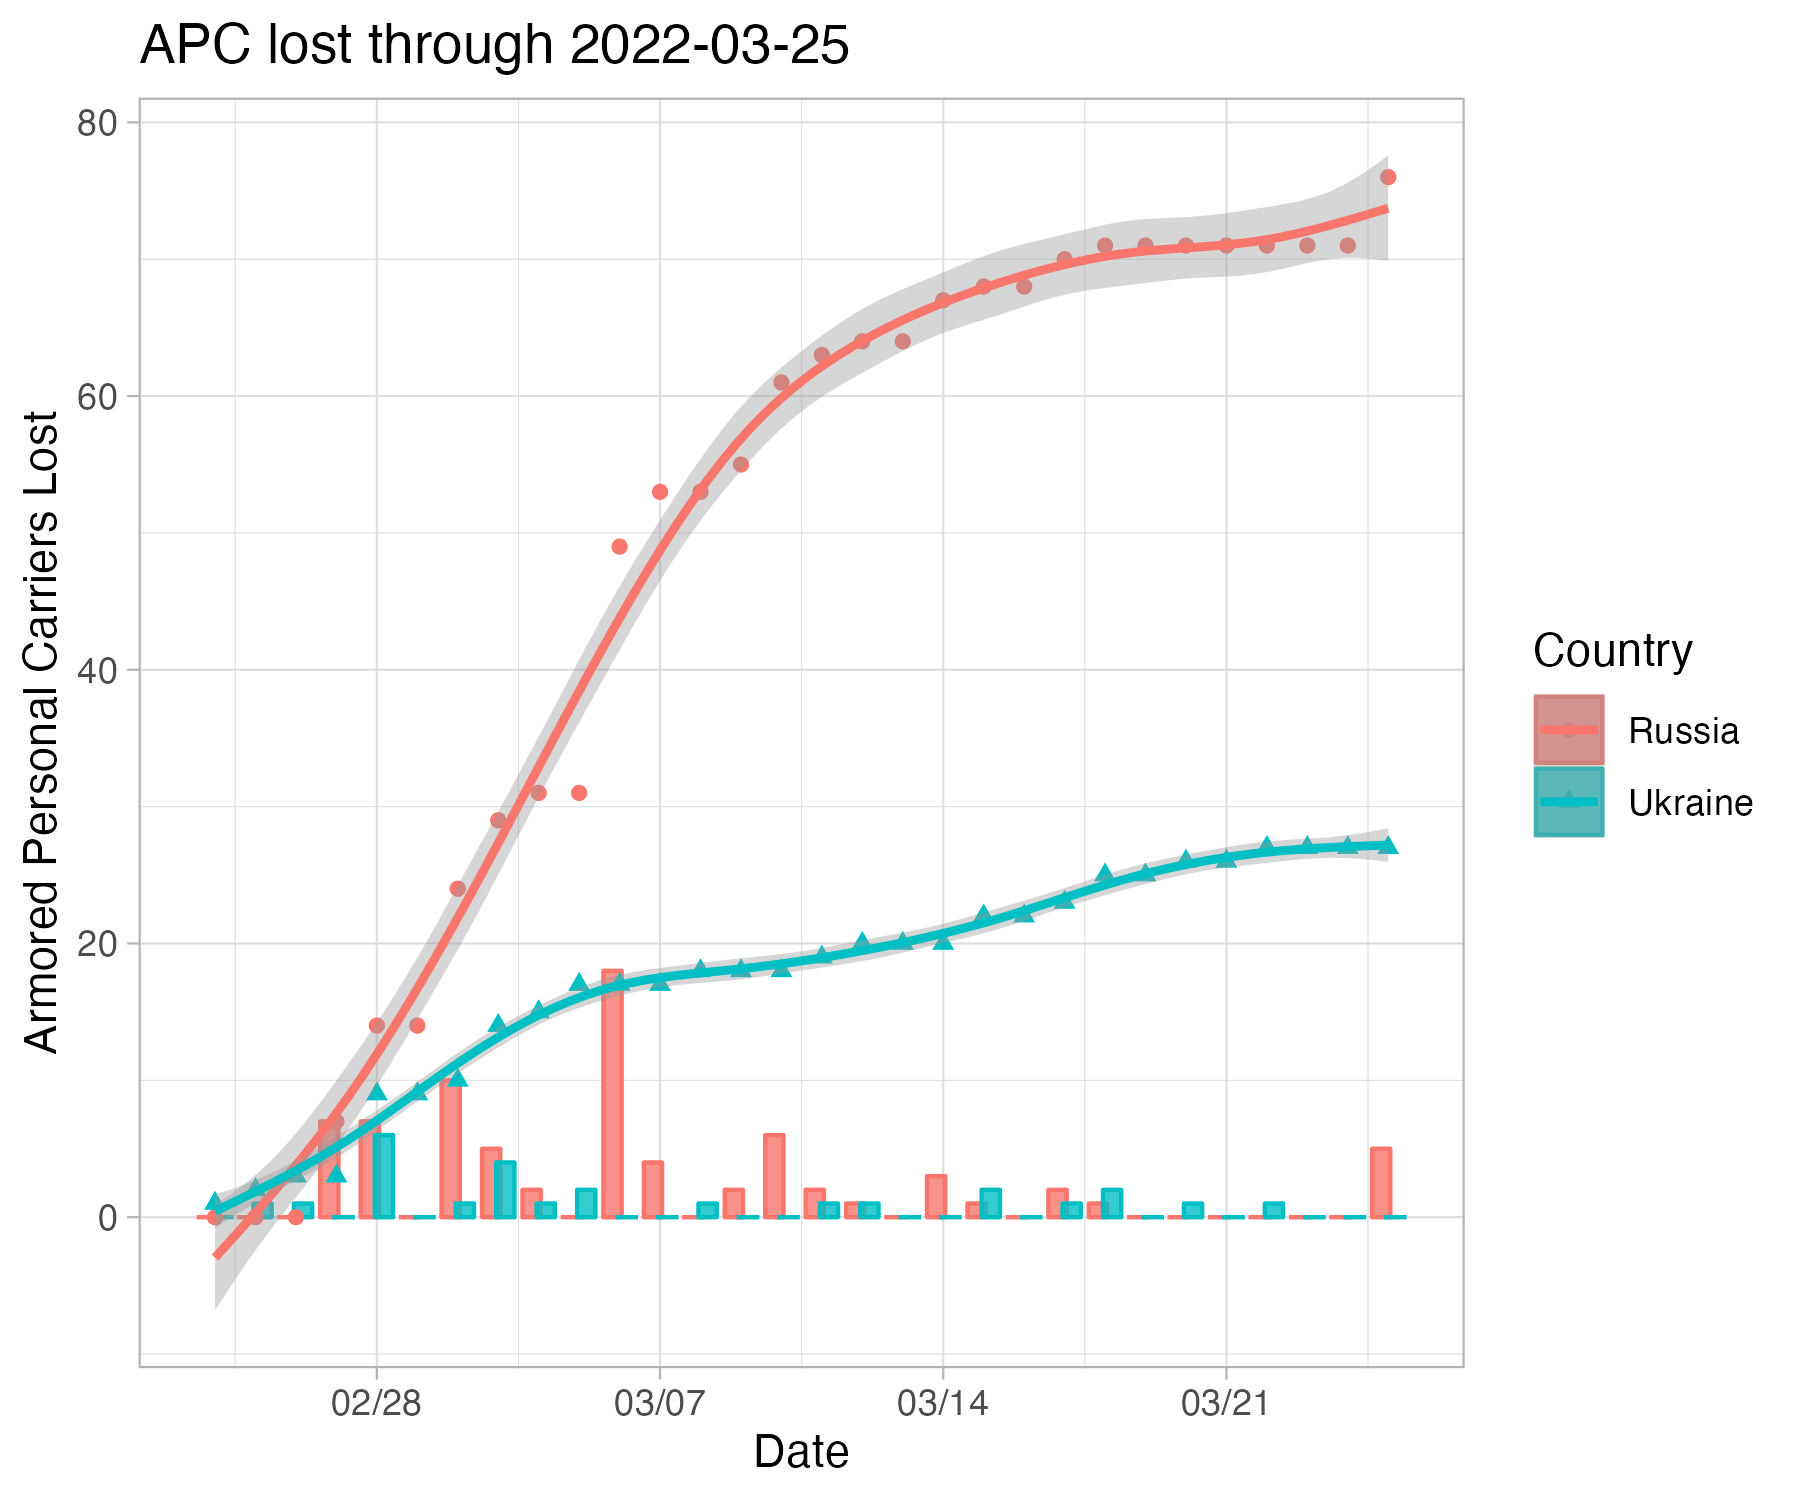 APC lost through 2022-03-25
Armored Personal Carriers Lost
80
60
40
20
0
02/28 03/07 03/14 03/21
Date
Country
Russia
Ukraine